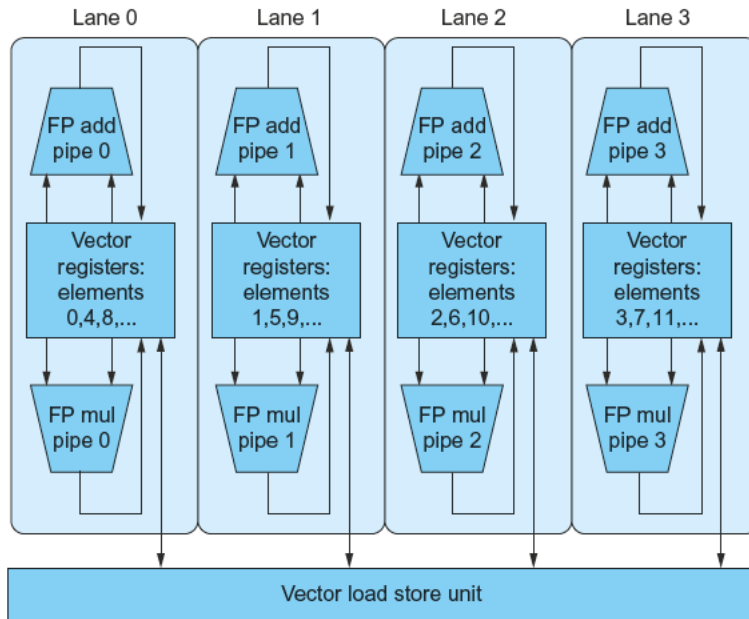 Lane 0
Lane 1
Lane 2
Lane 3
FP add
pipe 0
FP add
pipe 1
FP add
pipe 2
FP add
pipe 3
Vector
registers:
elements
0,4,8,...
Vector
registers:
elements
1,5,9,...
Vector
registers:
elements
2,6,10,...
Vector
registers:
elements
3,7,11,...
FP mul
pipe 0
FP mul
pipe 1
FP mul
pipe 2
FP mul
pipe 3
Vector load store unit